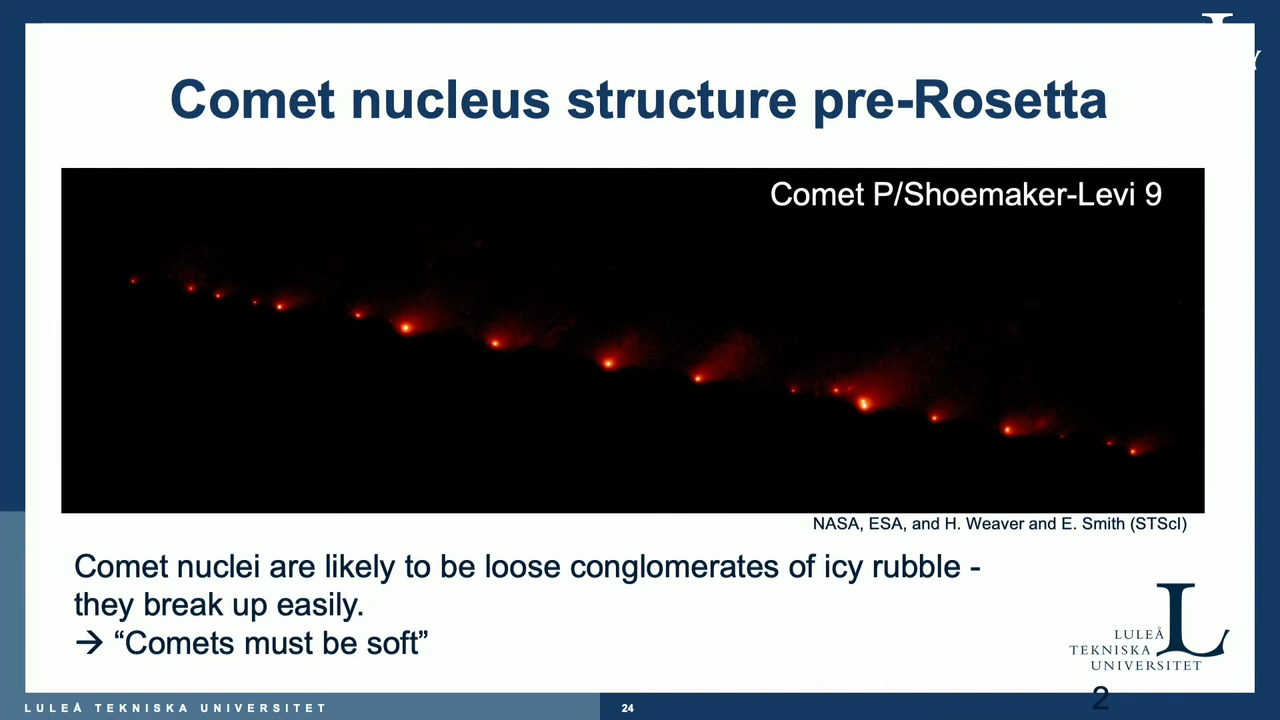 Comet nucleus structure pre-Rosetta
Comet P/Shoemaker-Levi 9
NASA, ESA, and H. Weaver and E. Smith (STScI)
Comet nuclei are likely to be loose conglomerates of icy rubble -
they break up easily.
→ “Comets must be soft”
LULEÅ
TEKNISKA
UNIVERSITET
L
2
LULEÅ TEKNISKA UNIVERSITET
24